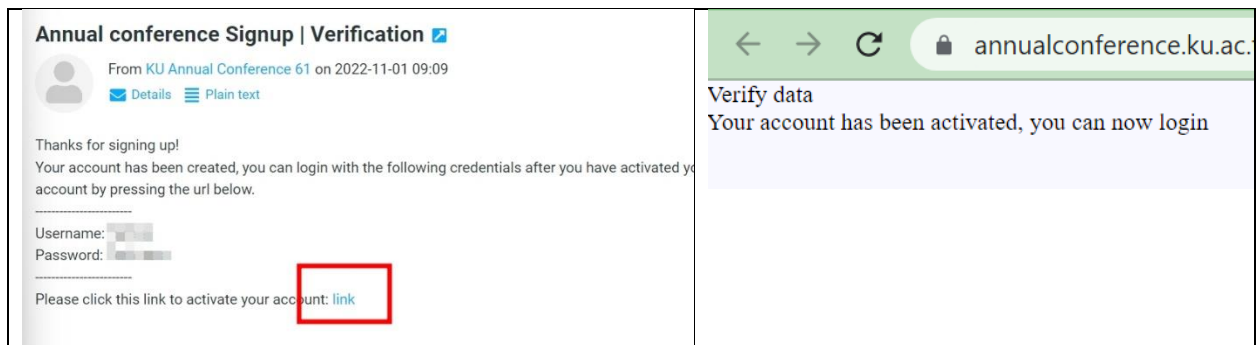 Annual conference Signup | Verification
From KU Annual Conference 61 on 2022-11-01 09:09
Details Plain text
Thanks for signing up!
Your account has been created, you can login with the following credentials after you have activated
account by pressing the url below.
------------------------
Username:
Password:
------------------------
Please click this link to activate your account: link
annualconference.ku.ac.
Verify data
Your account has been activated, you can now login